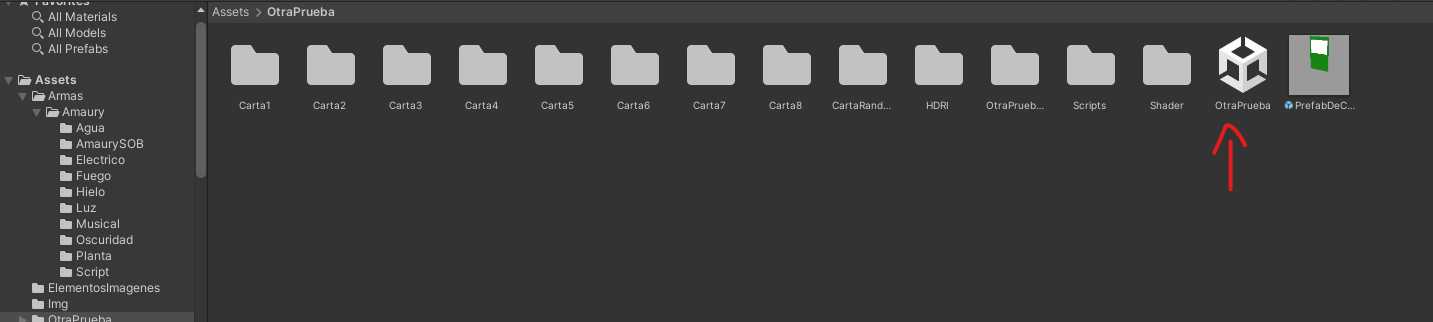 Favorites
All Materials
All Models
All Prefabs
Assets
Armas
Amaury
Agua
AmaurySOB
Electrico
Fuego
Hielo
Luz
Musical
Oscuridad
Planta
Script
ElementosImagenes
Img
OtraPrueba
Assets > OtraPrueba
Carta1 Carta2 Carta3 Carta4 Carta5 Carta6 Carta7 Carta8 CartaRand... HDRI OtraPrueb... Scripts Shader OtraPrueba PrefabDeC...